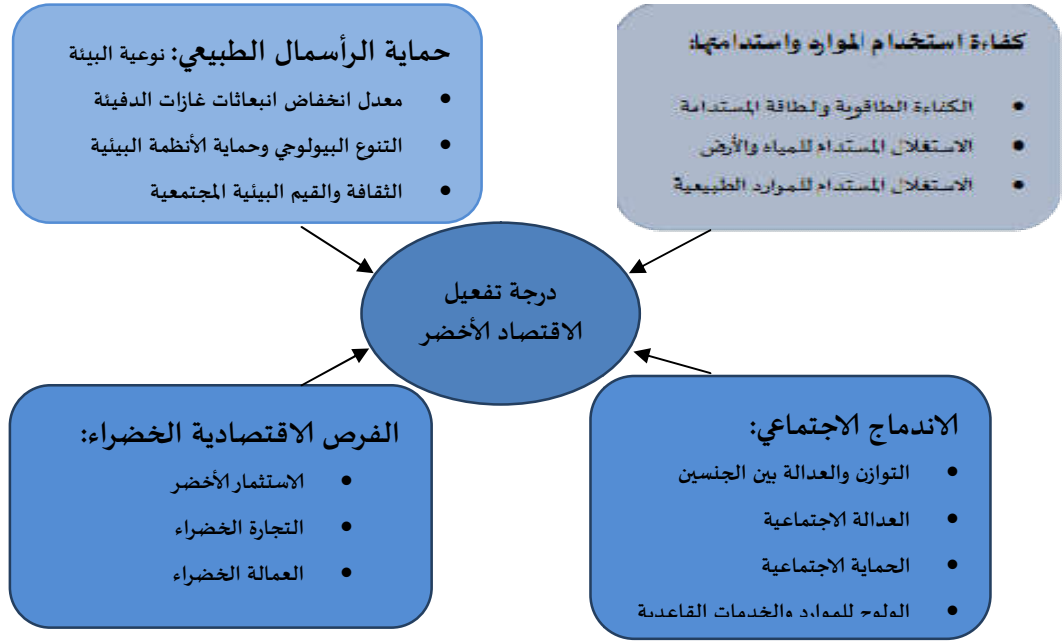 كفاءة استخدام الموارد واستدامتها:
• الكفاءة الطاقوية والطاقة المستدامة
• الاستغلال المستدام للمياه والأرض
• الاستغلال المستدام للموارد الطبيعية
حماية الرأسمال الطبيعي: نوعية البيئة
• معدل انخفاض انبعاثات غازات الدفيئة
• التنوع البيولوجي وحماية الأنظمة البيئية
• الثقافة والقيم البيئية المجتمعية
درجة تفعيل
الاقتصاد الأخضر
الاندماج الاجتماعي:
• التوازن والعدالة بين الجنسين
• العدالة الاجتماعية
• الحماية الاجتماعية
• الولوج للموارد والخدمات القاعدية
الفرص الاقتصادية الخضراء:
• الاستثمار الأخضر
• التجارة الخضراء
• العمالة الخضراء